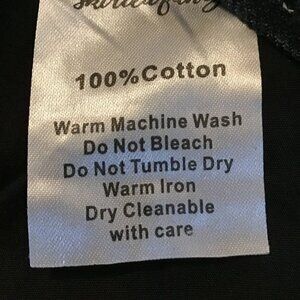 100%Cotton
Warm Machine Wash
Do Not Bleach
Do Not Tumble Dry
Warm Iron
Dry Cleanable
with care